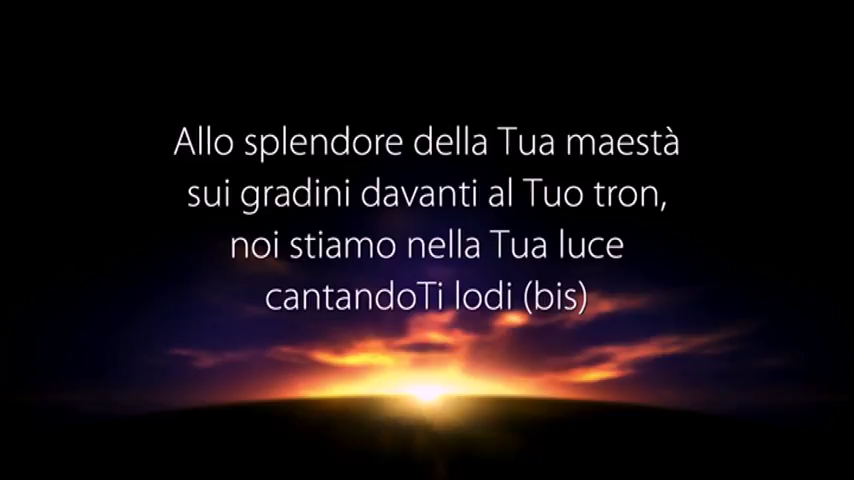 Allo splendore della Tua maestà
sui gradini davanti al Tuo tron,
noi stiamo nella Tua luce
cantandoTi lodi (bis)